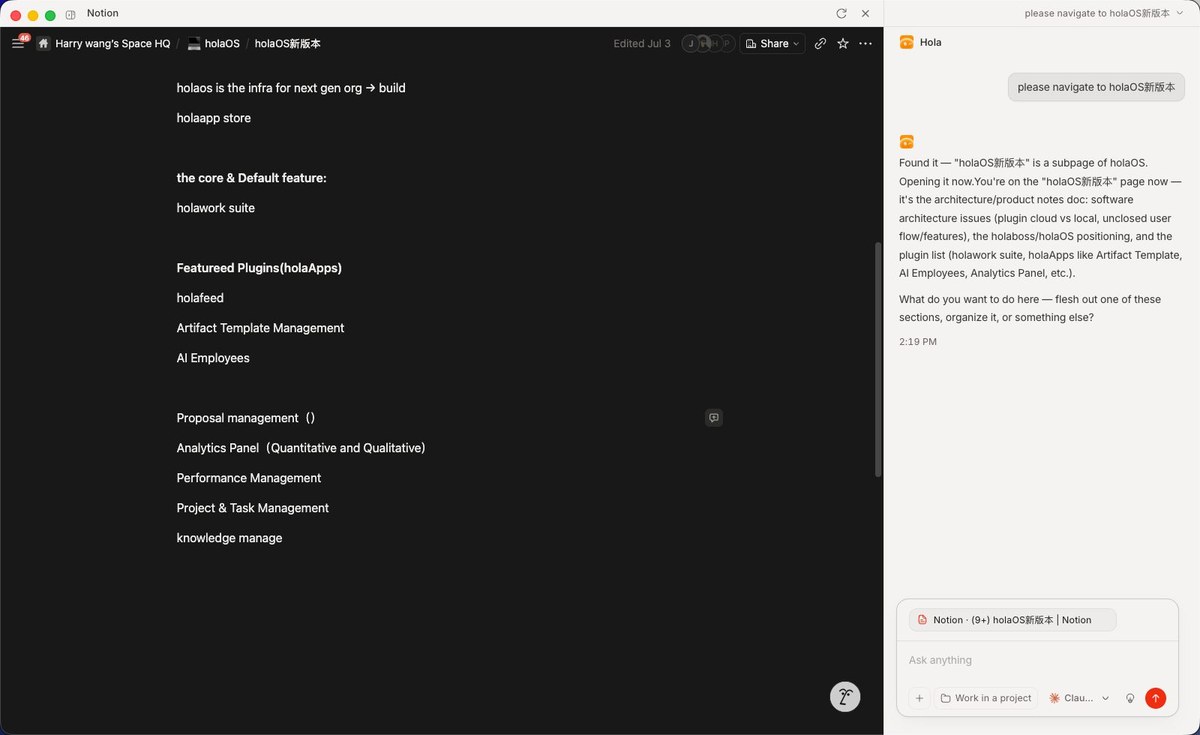 Notion
46
Harry wang's Space HQ / holaOS / holaOS新版本
Edited Jul 3
J
P
Share
holaos is the infra for next gen org → build
holaapp store
the core & Default feature:
holawork suite
Featureed Plugins(holaApps)
holafeed
Artifact Template Management
AI Employees
Proposal management（）
Analytics Panel（Quantitative and Qualitative）
Performance Management
Project & Task Management
knowledge manage
please navigate to holaOS新版本
Hola
please navigate to holaOS新版本
Found it — "holaOS新版本" is a subpage of holaOS.
Opening it now.You're on the "holaOS新版本" page now —
it's the architecture/product notes doc: software
architecture issues (plugin cloud vs local, unclosed user
flow/features), the holaboss/holaOS positioning, and the
plugin list (holawork suite, holaApps like Artifact Template,
AI Employees, Analytics Panel, etc.).
What do you want to do here — flesh out one of these
sections, organize it, or something else?
2:19 PM
Notion · (9+) holaOS新版本 | Notion
Ask anything
Work in a project
Clau...